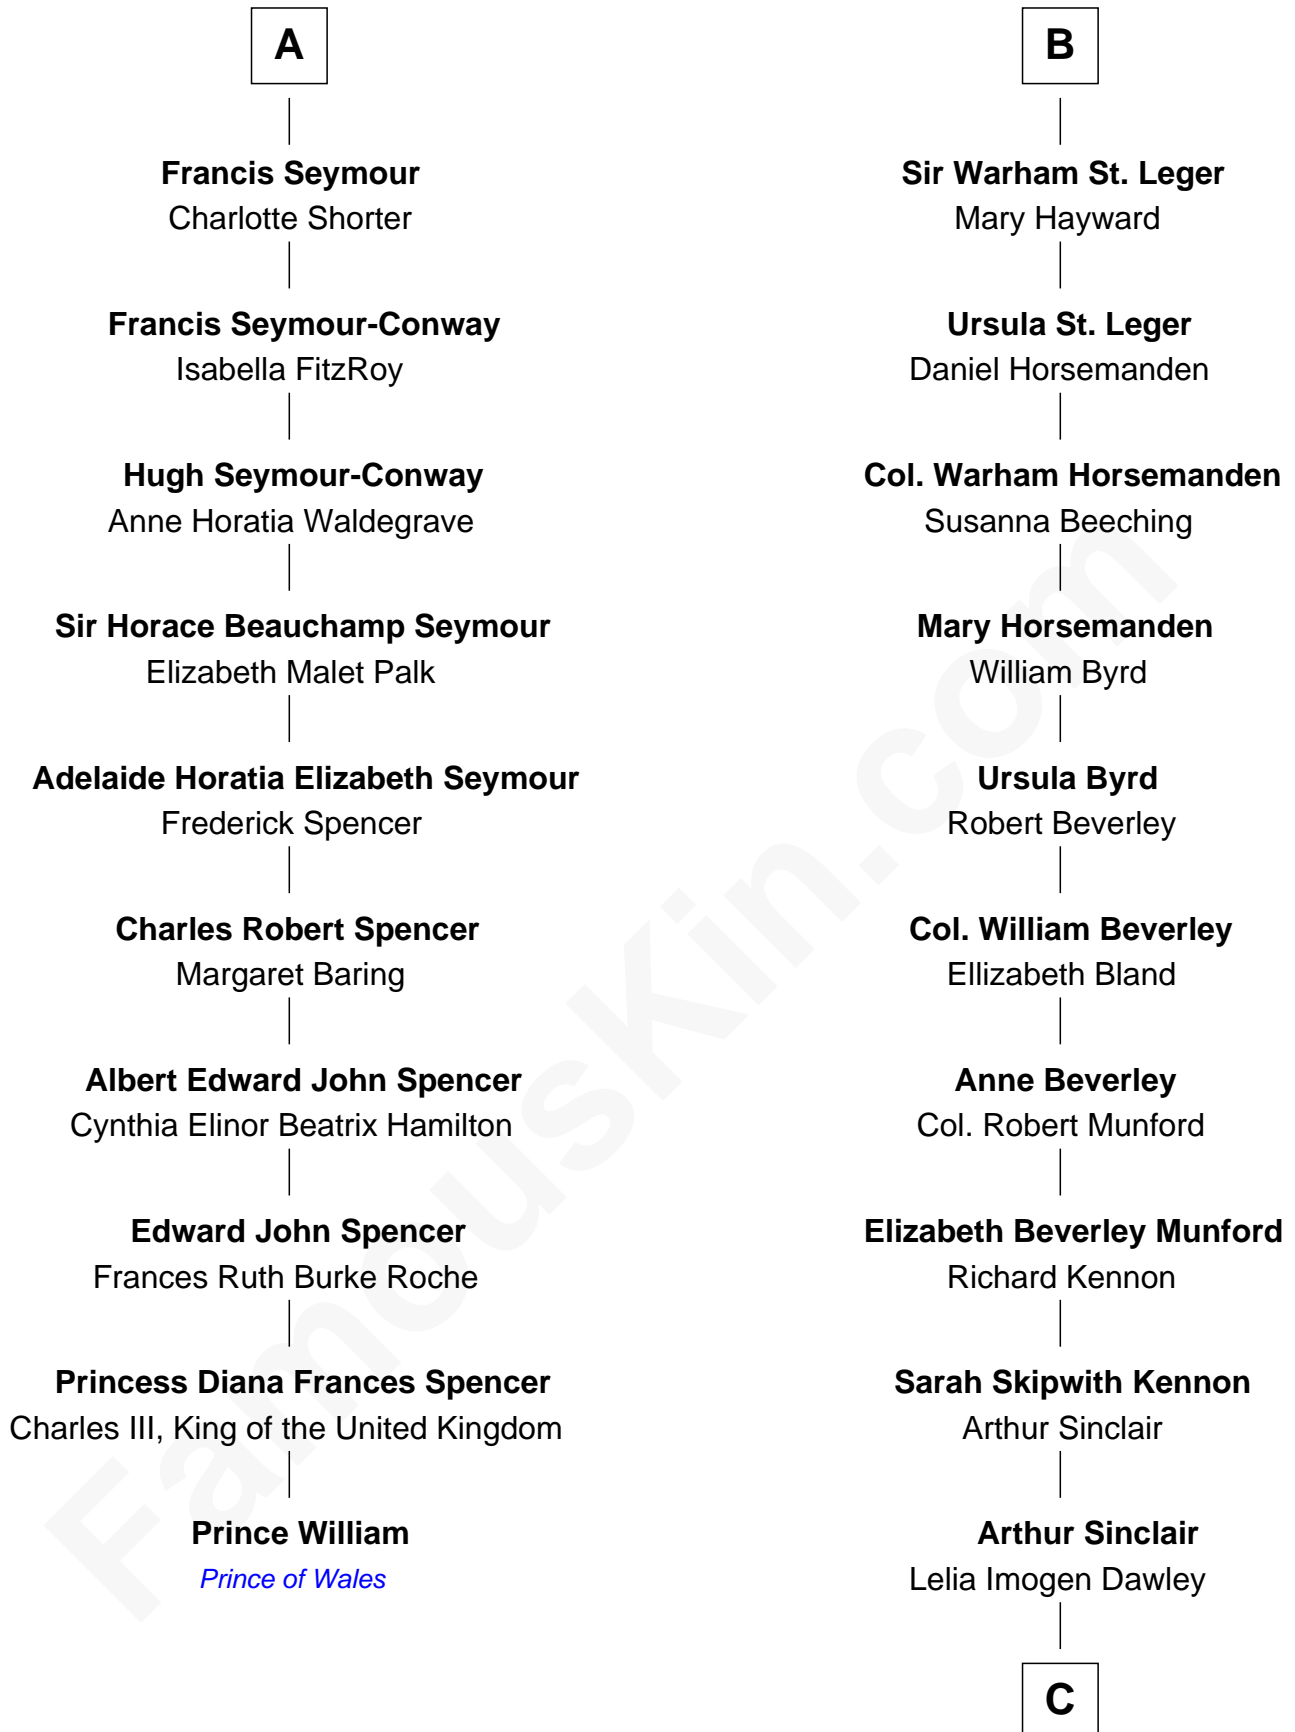 A
Francis Seymour
Charlotte Shorter
Francis Seymour-Conway
Isabella FitzRoy
Hugh Seymour-Conway
Anne Horatia Waldegrave
Sir Horace Beauchamp Seymour
Elizabeth Malet Palk
Adelaide Horatia Elizabeth Seymour
Frederick Spencer
Charles Robert Spencer
Margaret Baring
Albert Edward John Spencer
Cynthia Elinor Beatrix Hamilton
Edward John Spencer
Frances Ruth Burke Roche
Princess Diana Frances Spencer
Charles III, King of the United Kingdom
Prince William
Prince of Wales
B
Sir Warham St. Leger
Mary Hayward
Ursula St. Leger
Daniel Horsemanden
Col. Warham Horsemanden
Susanna Beeching
Mary Horsemanden
William Byrd
Ursula Byrd
Robert Beverley
Col. William Beverley
Ellizabeth Bland
Anne Beverley
Col. Robert Munford
Elizabeth Beverley Munford
Richard Kennon
Sarah Skipwith Kennon
Arthur Sinclair
Arthur Sinclair
Lelia Imogen Dawley
C
FamousKin.com